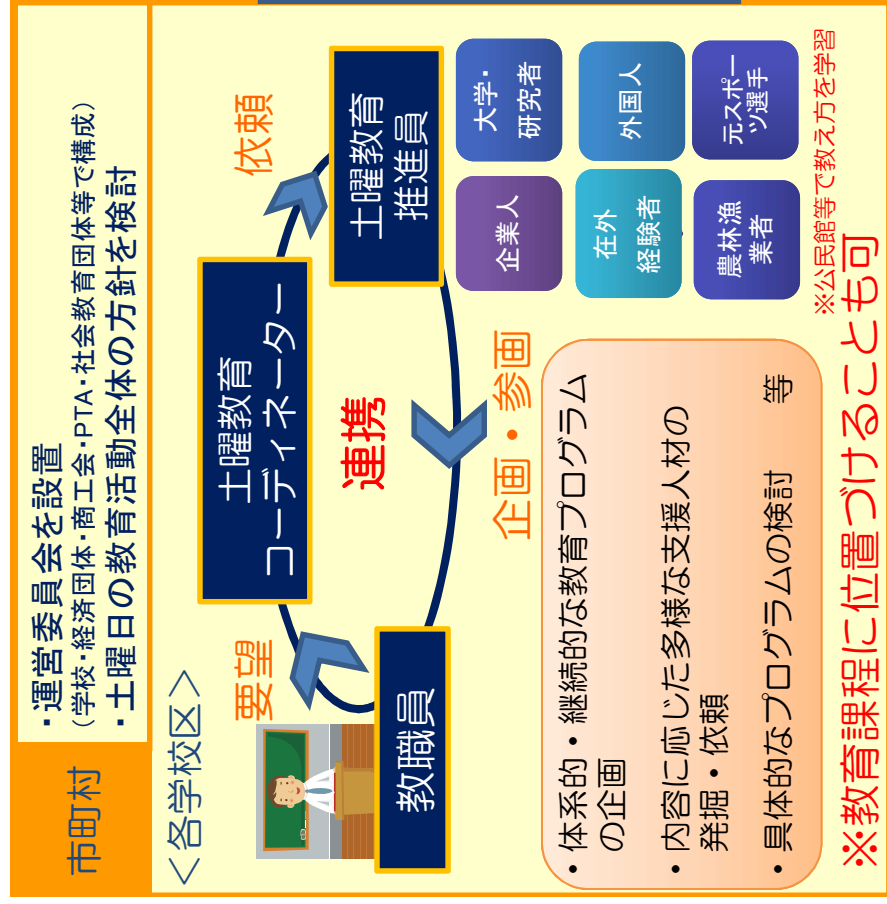 市町村
・運営委員会を設置
（学校・経済団体・商工会・PTA・社会教育団体等で構成）
・土曜日の教育活動全体の方針を検討
＜各学校区＞
要望
教職員
土曜教育
コーディネーター
連携
依頼
土曜教育
推進員
企画・参画
企業人
大学・
研究者
在外
経験者
外国人
農林漁
業者
元スポー
ツ選手
※公民館等で教え方を学習
・体系的・継続的な教育プログラム
の企画
・内容に応じた多様な支援人材の
発掘・依頼
・具体的なプログラムの検討　　等
※教育課程に位置づけることも可